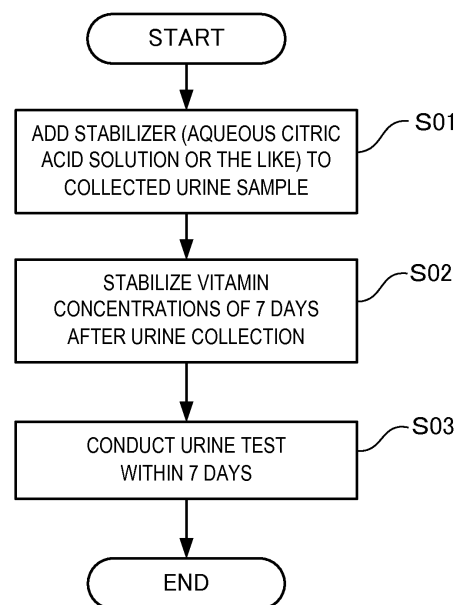 START
ADD STABILIZER (AQUEOUS CITRIC
ACID SOLUTION OR THE LIKE) TO
COLLECTED URINE SAMPLE
S01
STABILIZE VITAMIN
CONCENTRATIONS OF 7 DAYS
AFTER URINE COLLECTION
S02
CONDUCT URINE TEST
WITHIN 7 DAYS
S03
END